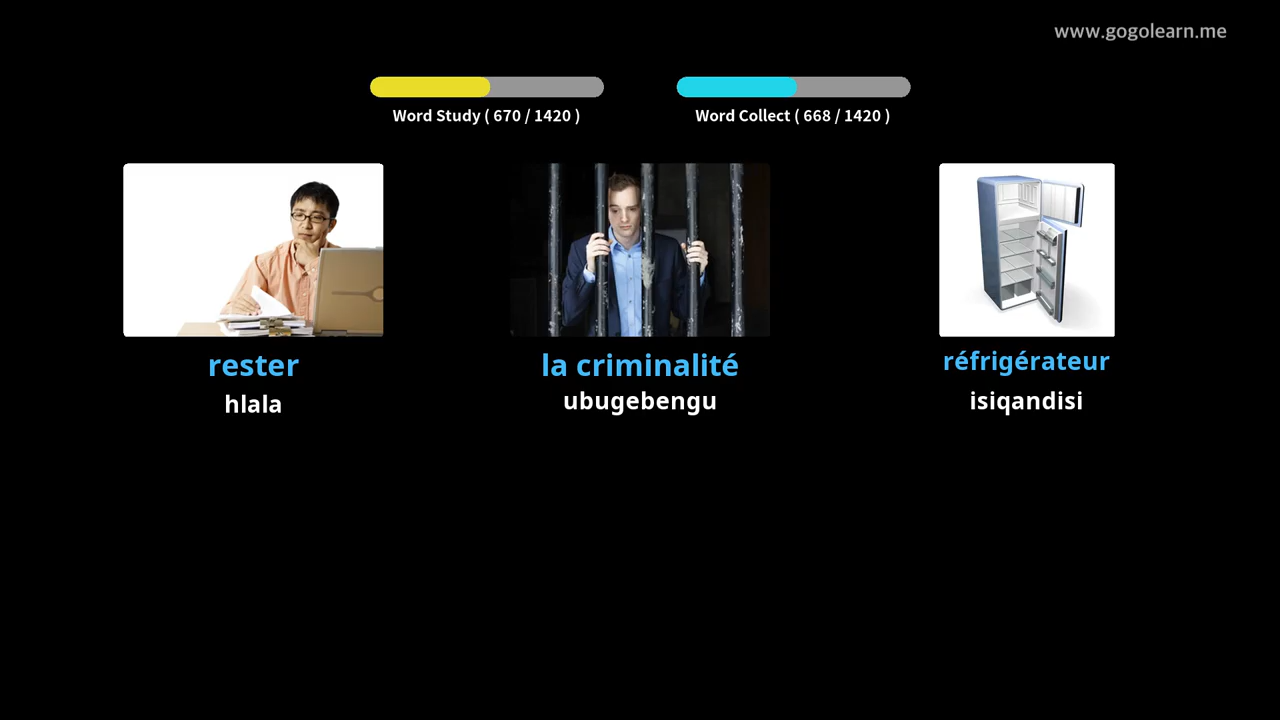 www.gogolearn.me
Word Study ( 670 / 1420 )
Word Collect ( 668 / 1420 )
rester
hlala
la criminalité
ubugebengu
réfrigérateur
isiqandisi